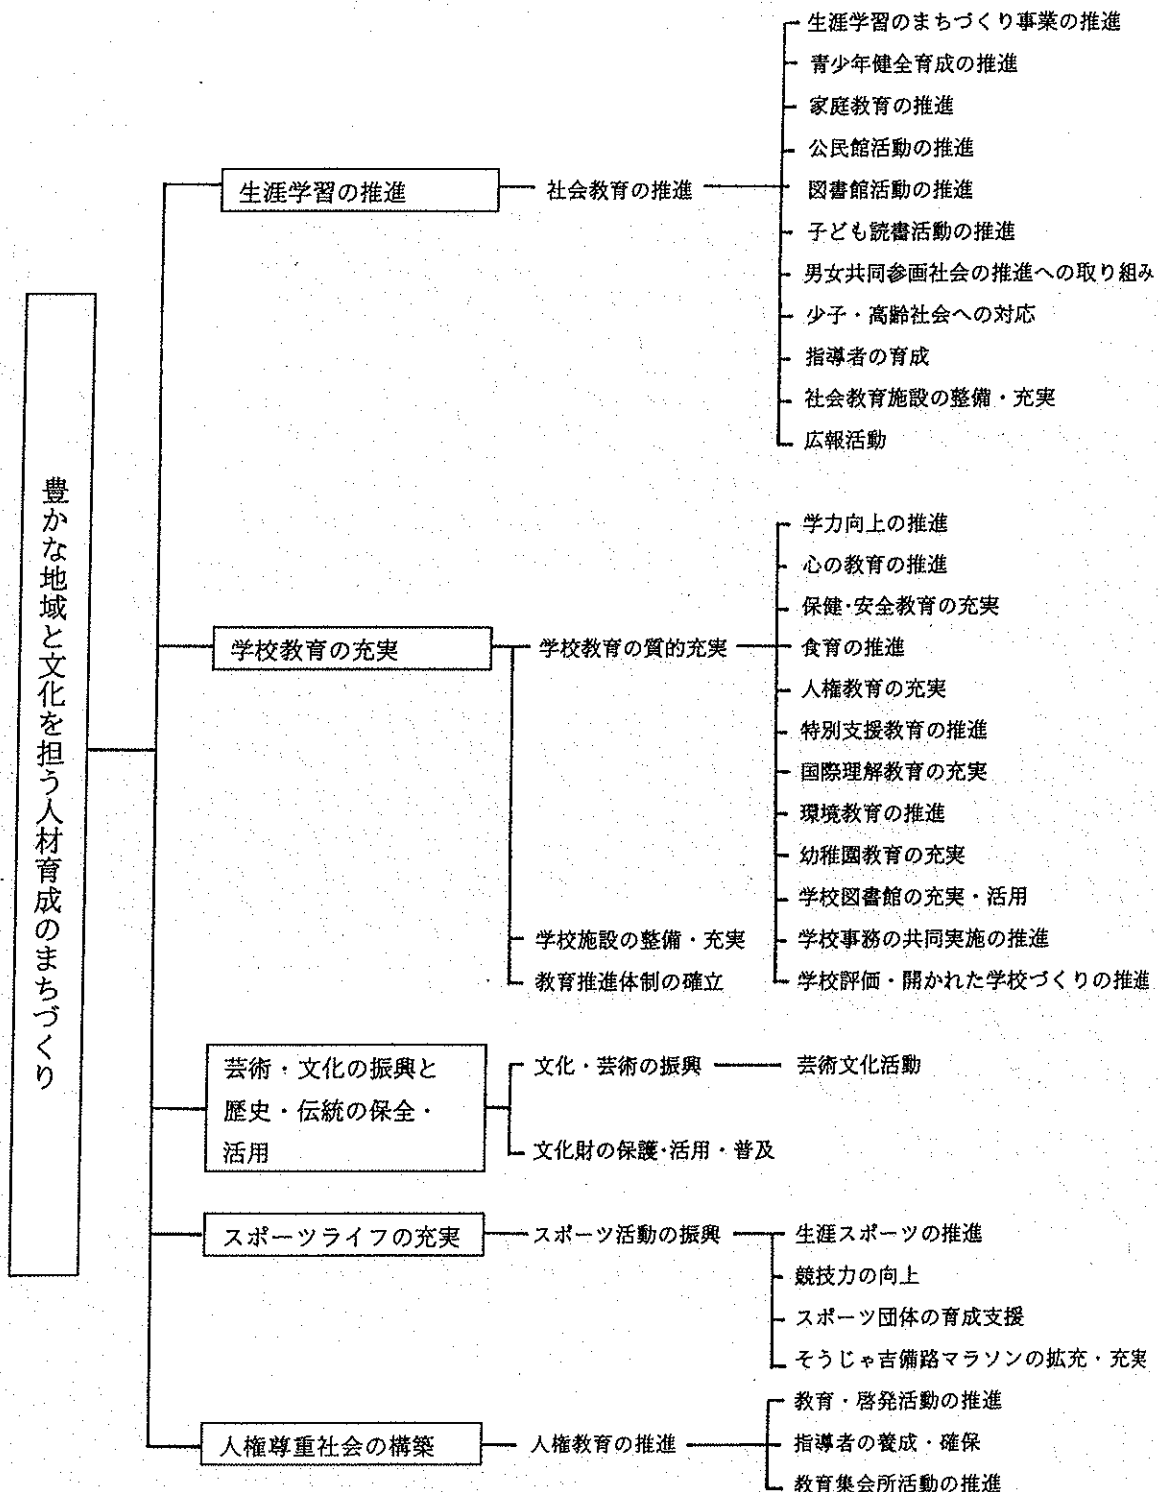 豊かな地域と文化を担う人材育成のまちづくり
生涯学習の推進
社会教育の推進
生涯学習のまちづくり事業の推進
青少年健全育成の推進
家庭教育の推進
公民館活動の推進
図書館活動の推進
子ども読書活動の推進
男女共同参画社会の推進への取り組み
少子・高齢社会への対応
指導者の育成
社会教育施設の整備・充実
広報活動
学校教育の充実
学校教育の質的充実
学力向上の推進
心の教育の推進
保健・安全教育の充実
食育の推進
人権教育の充実
特別支援教育の推進
国際理解教育の充実
環境教育の推進
幼稚園教育の充実
学校図書館の充実・活用
学校事務の共同実施の推進
学校評価・開かれた学校づくりの推進
学校施設の整備・充実
教育推進体制の確立
芸術・文化の振興と
歴史・伝統の保全・
活用
文化・芸術の振興
芸術文化活動
文化財の保護・活用・普及
スポーツライフの充実
スポーツ活動の振興
生涯スポーツの推進
競技力の向上
スポーツ団体の育成支援
そうじゃ吉備路マラソンの拡充・充実
人権尊重社会の構築
人権教育の推進
教育・啓発活動の推進
指導者の養成・確保
教育集会所活動の推進